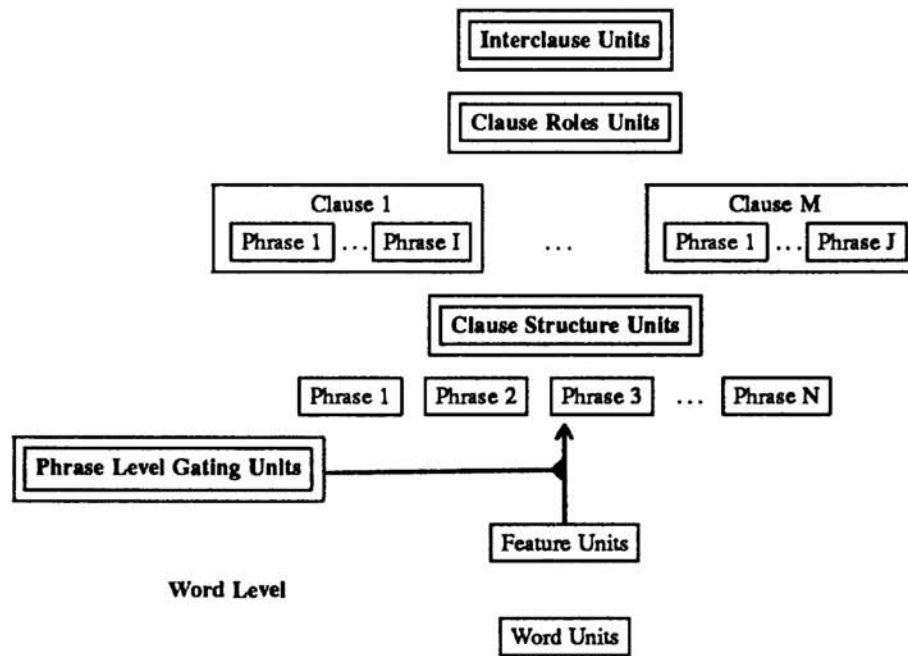 Interclause Units
Clause Roles Units
Clause 1
Phrase 1 ... Phrase I
...
Clause M
Phrase 1 ... Phrase J
Clause Structure Units
Phrase 1 Phrase 2 Phrase 3 ... Phrase N
Phrase Level Gating Units
Feature Units
Word Level
Word Units